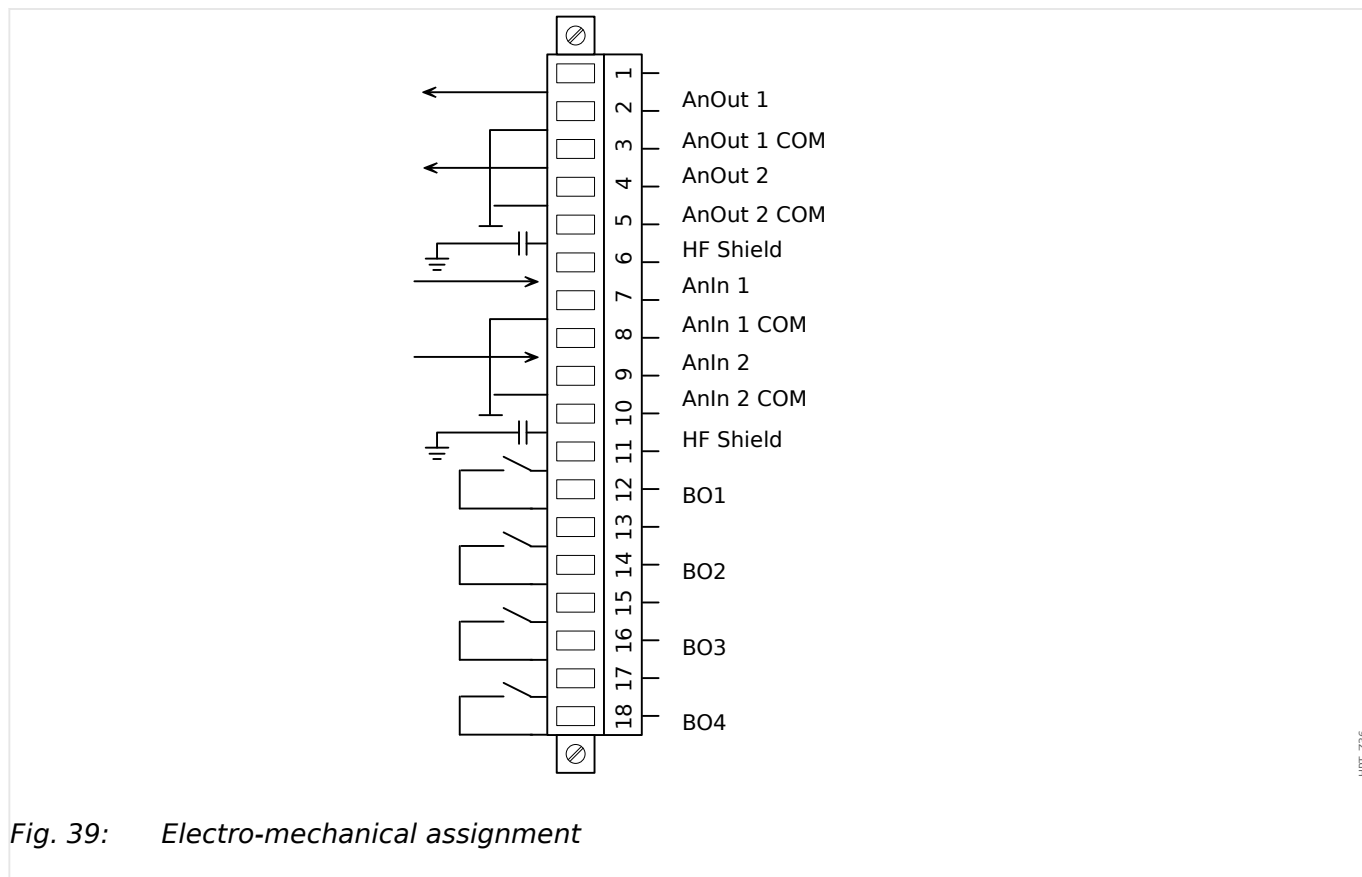 1
2
AnOut 1
3
AnOut 1 COM
4
AnOut 2
5
AnOut 2 COM
6
HF Shield
7
AnIn 1
8
AnIn 1 COM
9
AnIn 2
10
AnIn 2 COM
11
HF Shield
12
BO1
13
14
BO2
15
16
BO3
17
18
BO4
Fig. 39: Electro-mechanical assignment